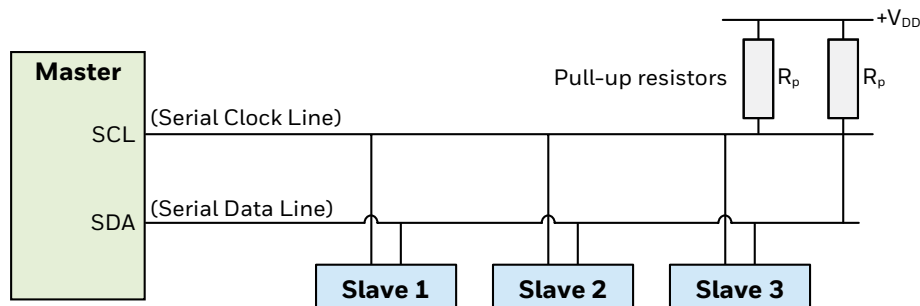 +VDD
Master
Pull-up resistors
Rp
Rp
(Serial Clock Line)
SCL
(Serial Data Line)
SDA
Slave 1
Slave 2
Slave 3